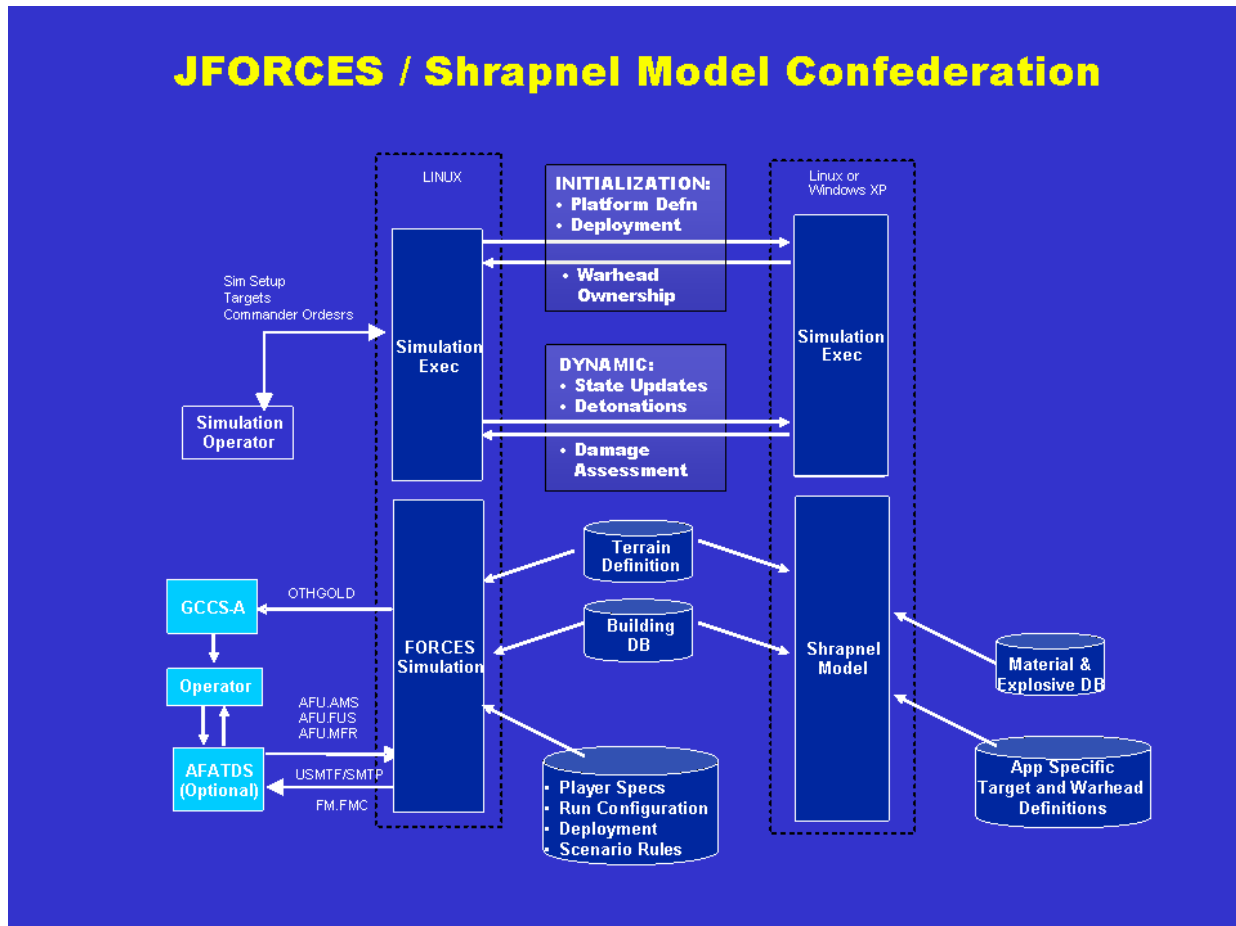 JFORCES / Shrapnel Model Confederation
LINUX
Linux or
Windows XP
INITIALIZATION:
• Platform Defn
• Deployment
• Warhead
Ownership
Sim Setup
Targets
Commander Ordesrs
Simulation
Exec
Simulation
Exec
DYNAMIC:
• State Updates
• Detonations
• Damage
Assessment
Simulation
Operator
Terrain
Definition
Building
DB
GCCS-A
OTHGOLD
FORCES
Simulation
Shrapnel
Model
Material &
Explosive DB
Operator
AFU.AMS
AFU.FUS
AFU.MFR
AFATDS
(Optional)
USMTF/SMTP
FM.FMC
• Player Specs
• Run Configuration
• Deployment
• Scenario Rules
App Specific
Target and Warhead
Definitions